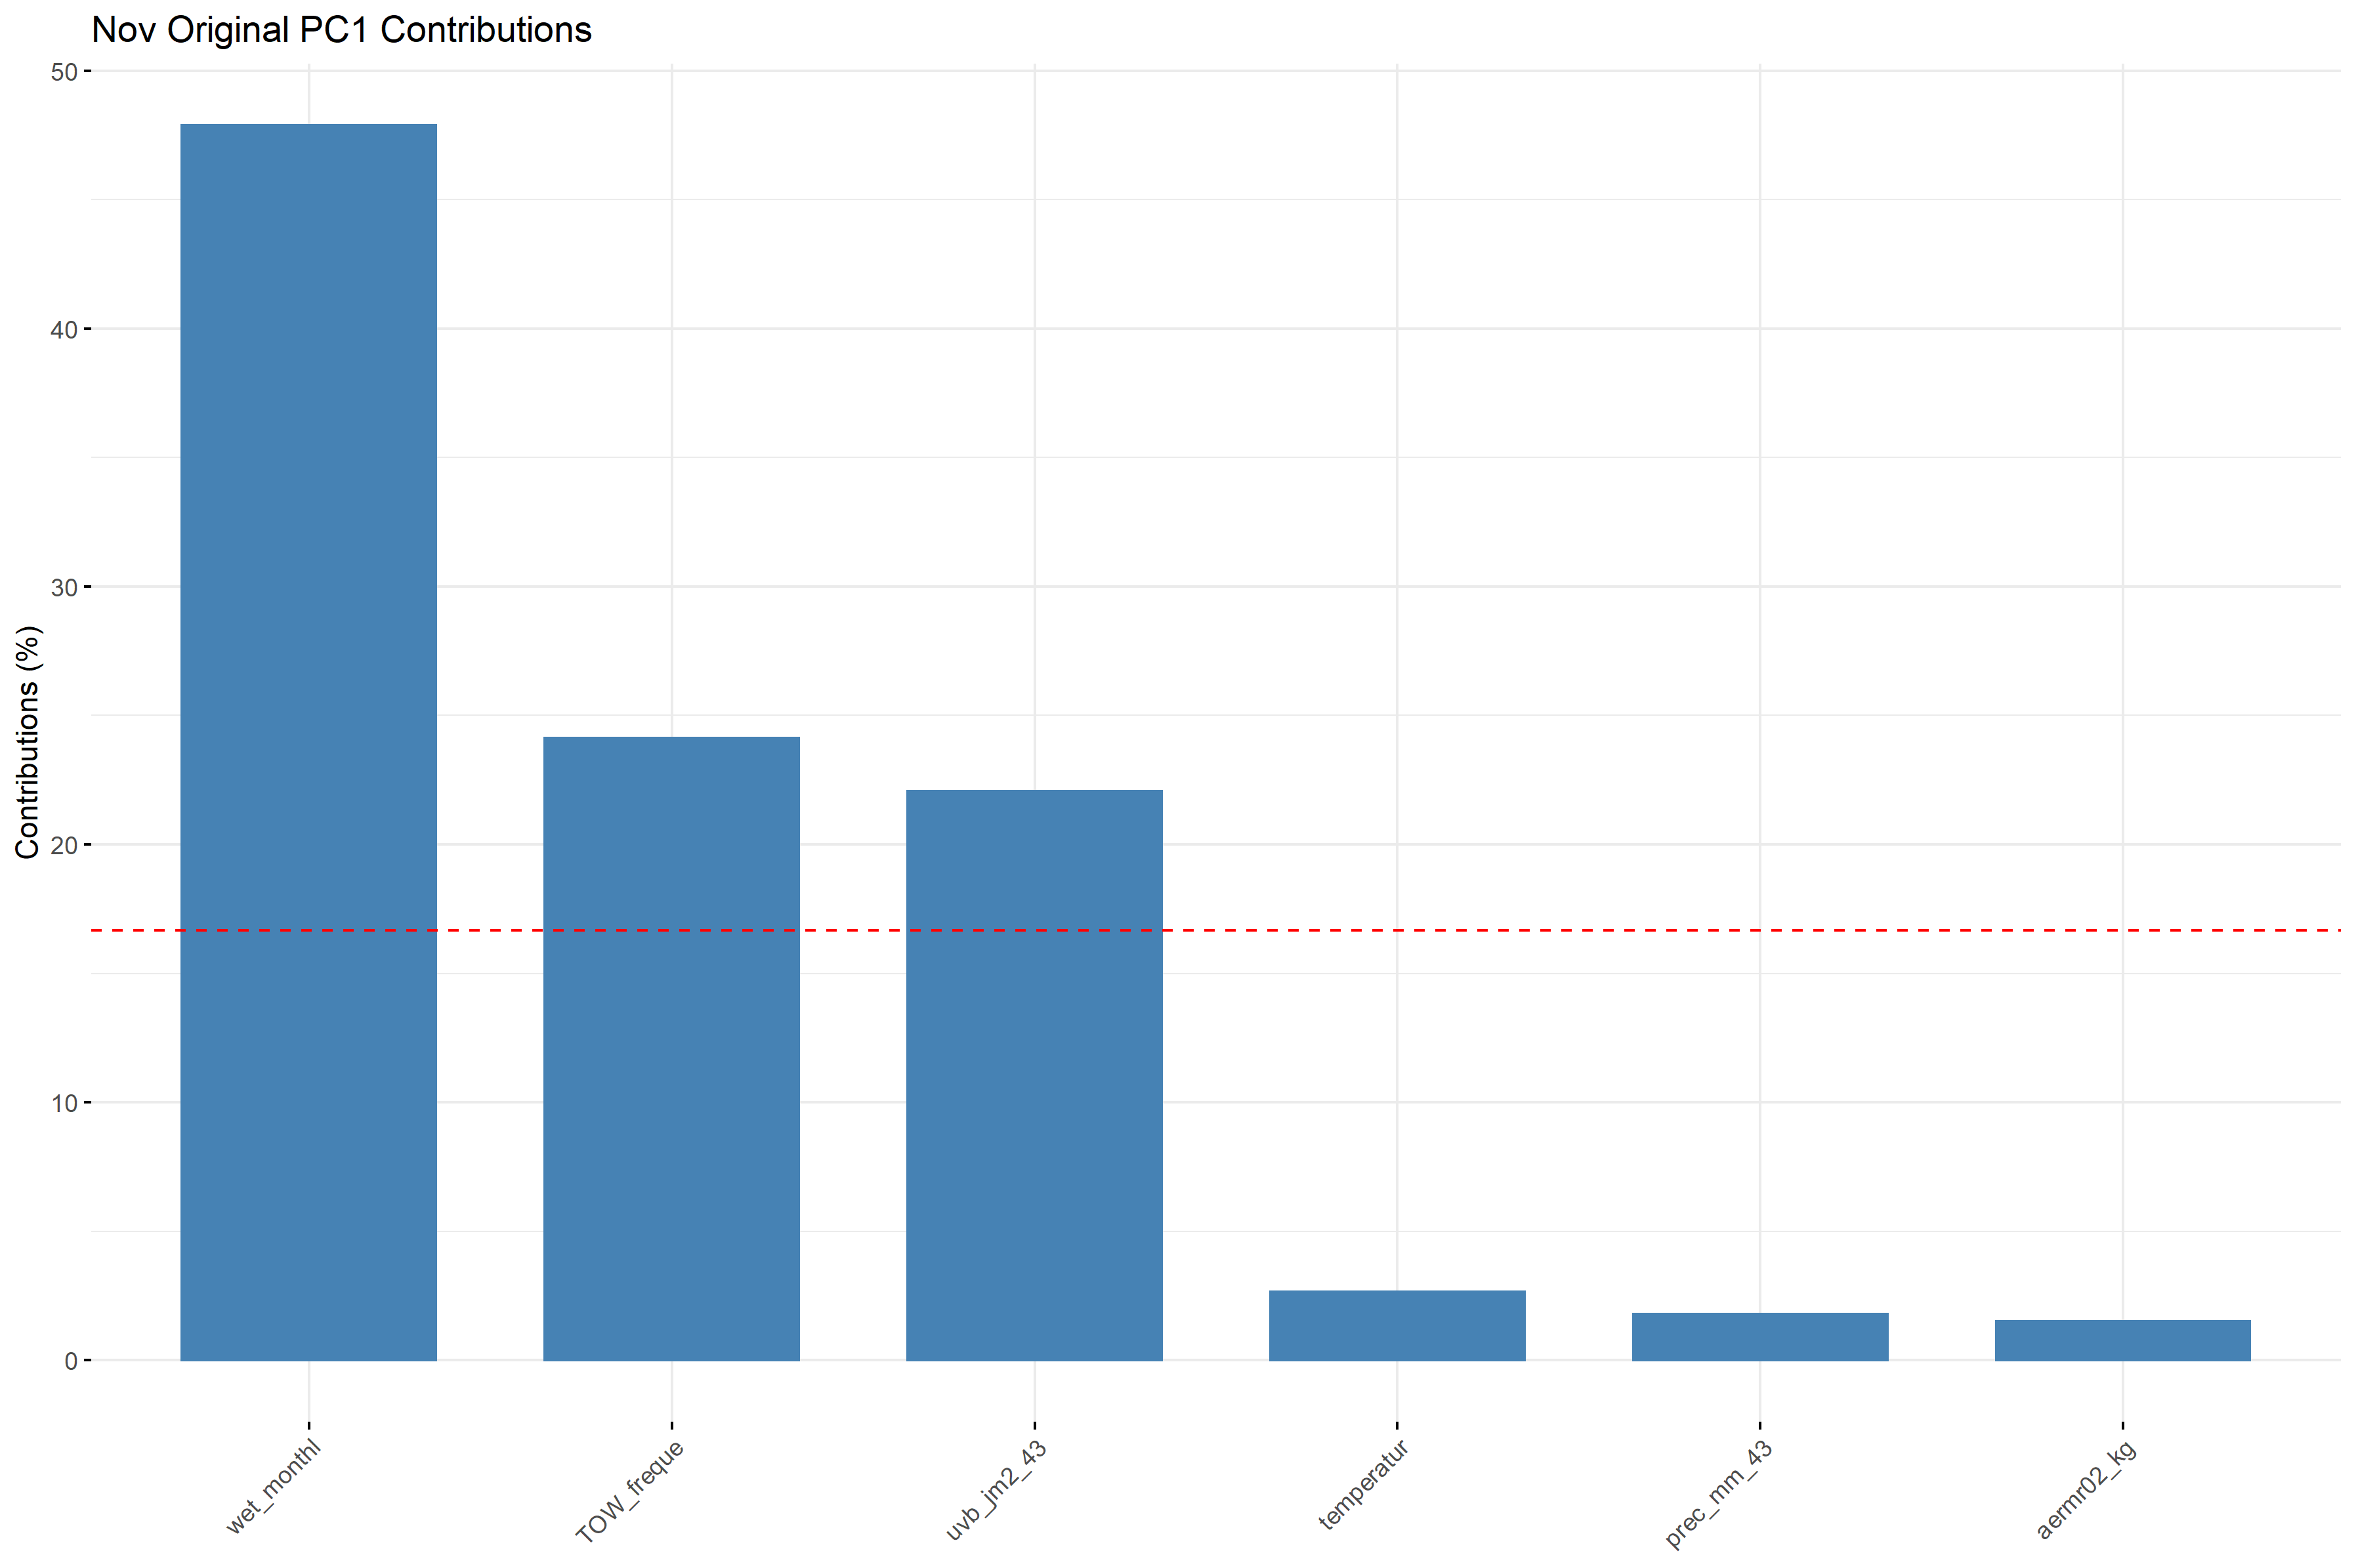 Nov Original PC1 Contributions
Contributions (%)
50
40
30
20
10
0
wet_monthl
TOW_freque
uvb_jm2_43
temperatur
prec_mm_43
aermr02_kg